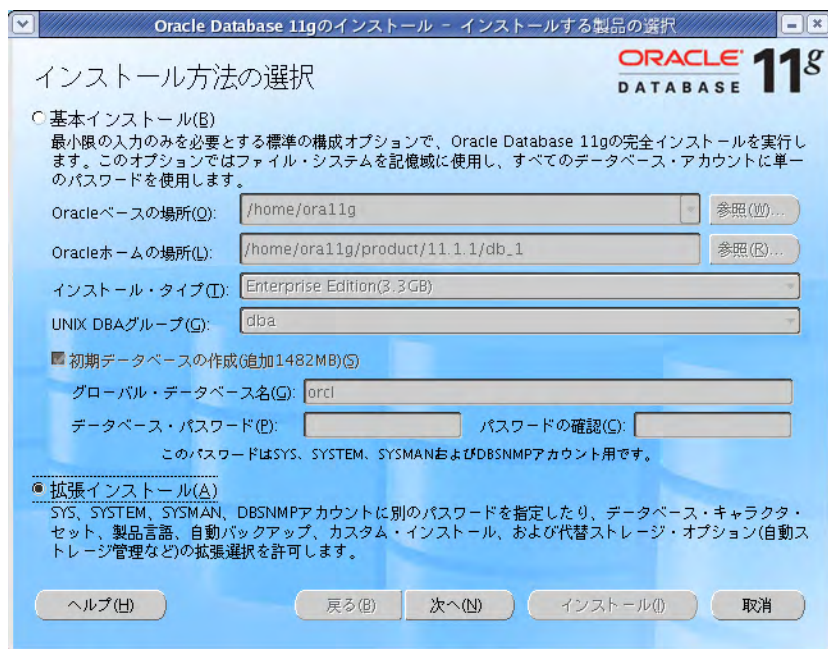 Oracle Database 11gのインストール - インストールする製品の選択
インストール方法の選択
ORACLE
DATABASE 11g
基本インストール(B)
最小限の入力のみを必要とする標準の構成オプションで、Oracle Database 11gの完全インストールを実行し
ます。このオプションではファイル・システムを記憶域に使用し、すべてのデータベース・アカウントに単一
のパスワードを使用します。
Oracleベースの場所(O): /home/ora11g 参照(W)...
Oracleホームの場所(L): /home/ora11g/product/11.1.1/db_1 参照(R)...
インストール・タイプ(T): Enterprise Edition(3.3GB)
UNIX DBAグループ(G): dba
初期データベースの作成(追加1482MB)(S)
グローバル・データベース名(G): orcl
データベース・パスワード(P): パスワードの確認(C):
このパスワードはSYS、SYSTEM、SYSMANおよびDBSNMPアカウント用です。
拡張インストール(A)
SYS、SYSTEM、SYSMAN、DBSNMPアカウントに別のパスワードを指定したり、データベース・キャラクタ・
セット、製品言語、自動バックアップ、カスタム・インストール、および代替ストレージ・オプション(自動ス
トレージ管理など)の拡張選択を許可します。
ヘルプ(H) 戻る(B) 次へ(N) インストール(I) 取消